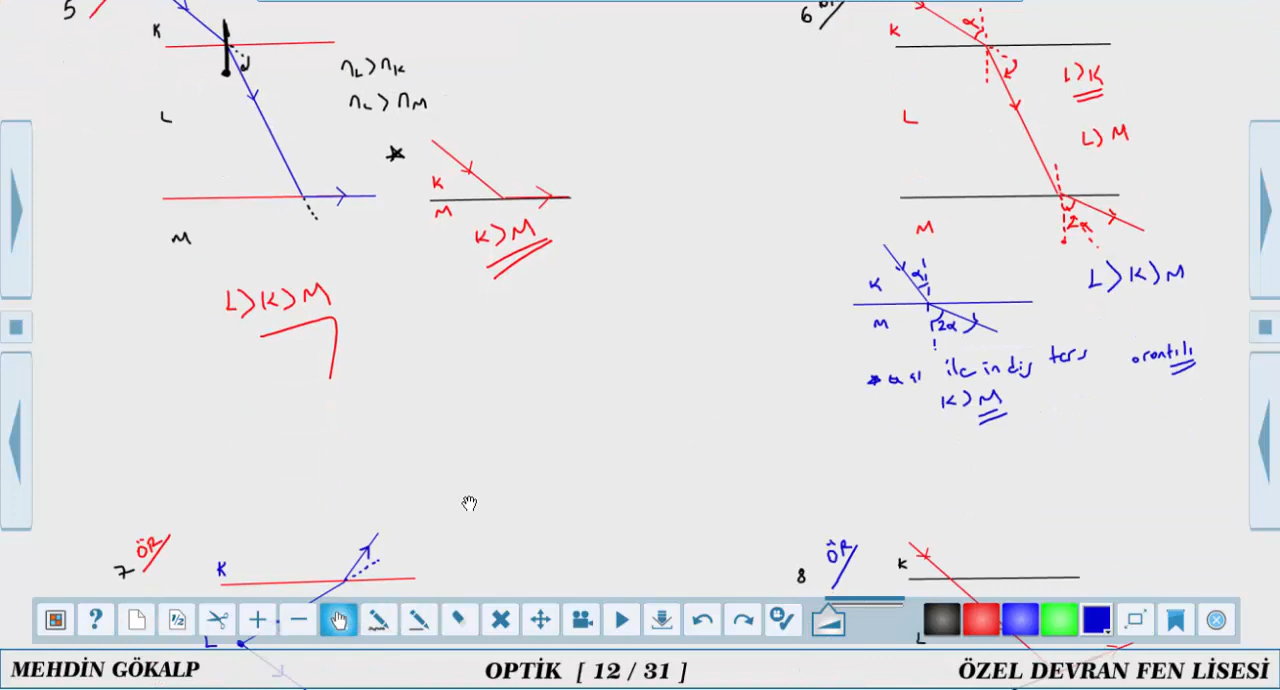 5
K
L
M
nL > nK
nL > nM
K
M
K > M
L > K > M
6
K
α
L > K
L
L > M
M
2α
K
α
M
2α
L > K > M
* açı ile indis ters orantılı
K > M
7 ÖR
K
L
8 ÖR
K
L
MEHDİN GÖKALP
OPTİK [ 12 / 31 ]
ÖZEL DEVRAN FEN LİSESİ